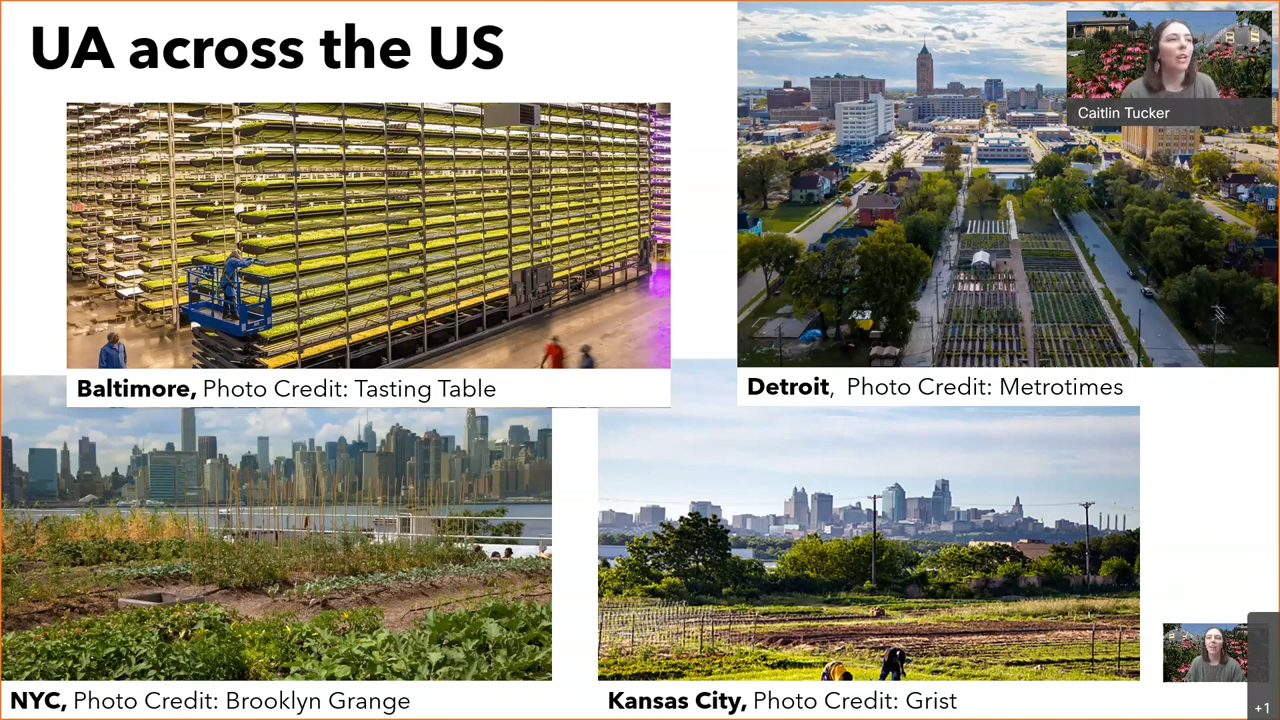 UA across the US
Caitlin Tucker
Baltimore, Photo Credit: Tasting Table
Detroit,  Photo Credit: Metrotimes
NYC, Photo Credit: Brooklyn Grange
Kansas City, Photo Credit: Grist
+1